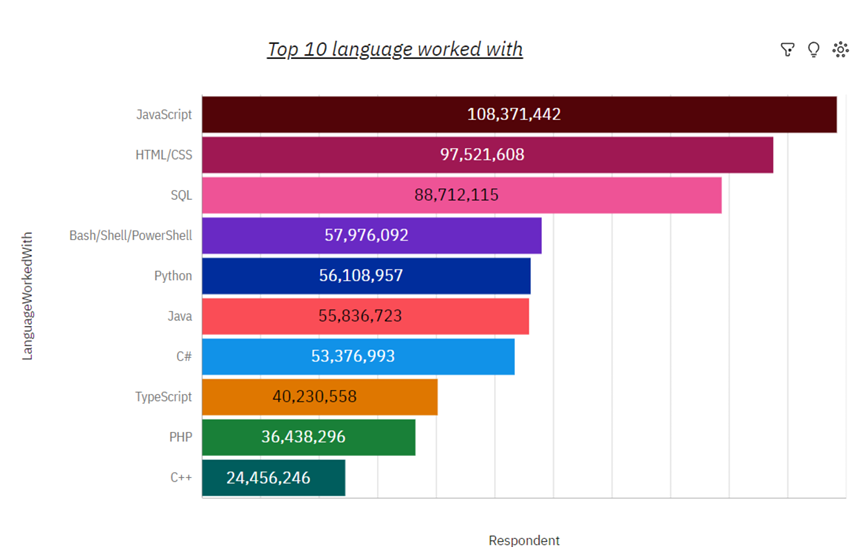 Top 10 language worked with
LanguageWorkedWith
JavaScript 108,371,442
HTML/CSS 97,521,608
SQL 88,712,115
Bash/Shell/PowerShell 57,976,092
Python 56,108,957
Java 55,836,723
C# 53,376,993
TypeScript 40,230,558
PHP 36,438,296
C++ 24,456,246
Respondent